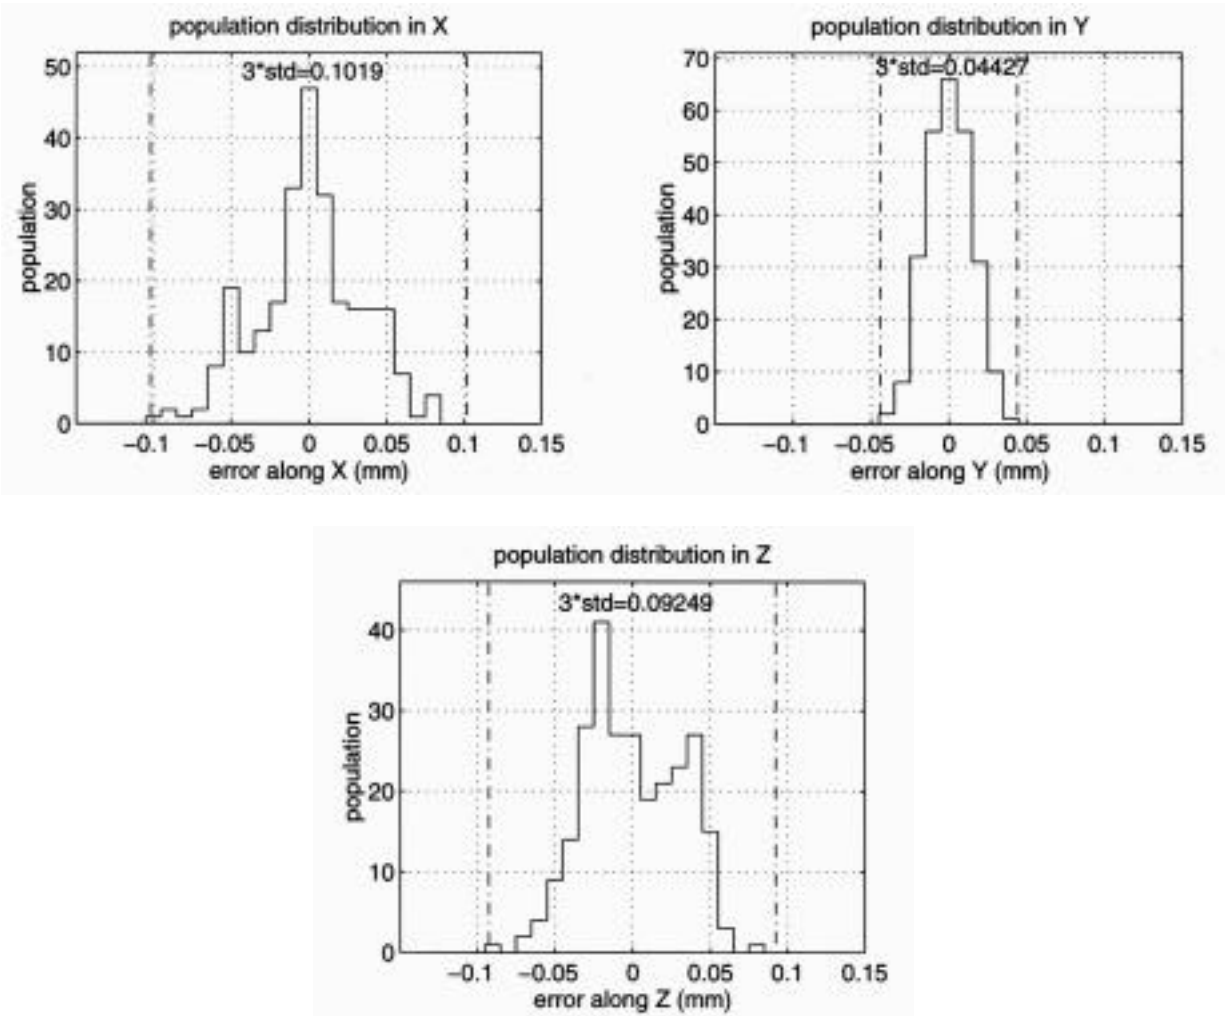 population distribution in X
3*std=0.1019
50
40
30
20
10
0
population
−0.1 −0.05 0 0.05 0.1 0.15
error along X (mm)
population distribution in Y
3*std=0.04427
70
60
50
40
30
20
10
0
population
−0.1 −0.05 0 0.05 0.1 0.15
error along Y (mm)
population distribution in Z
3*std=0.09249
40
30
20
10
0
population
−0.1 −0.05 0 0.05 0.1 0.15
error along Z (mm)